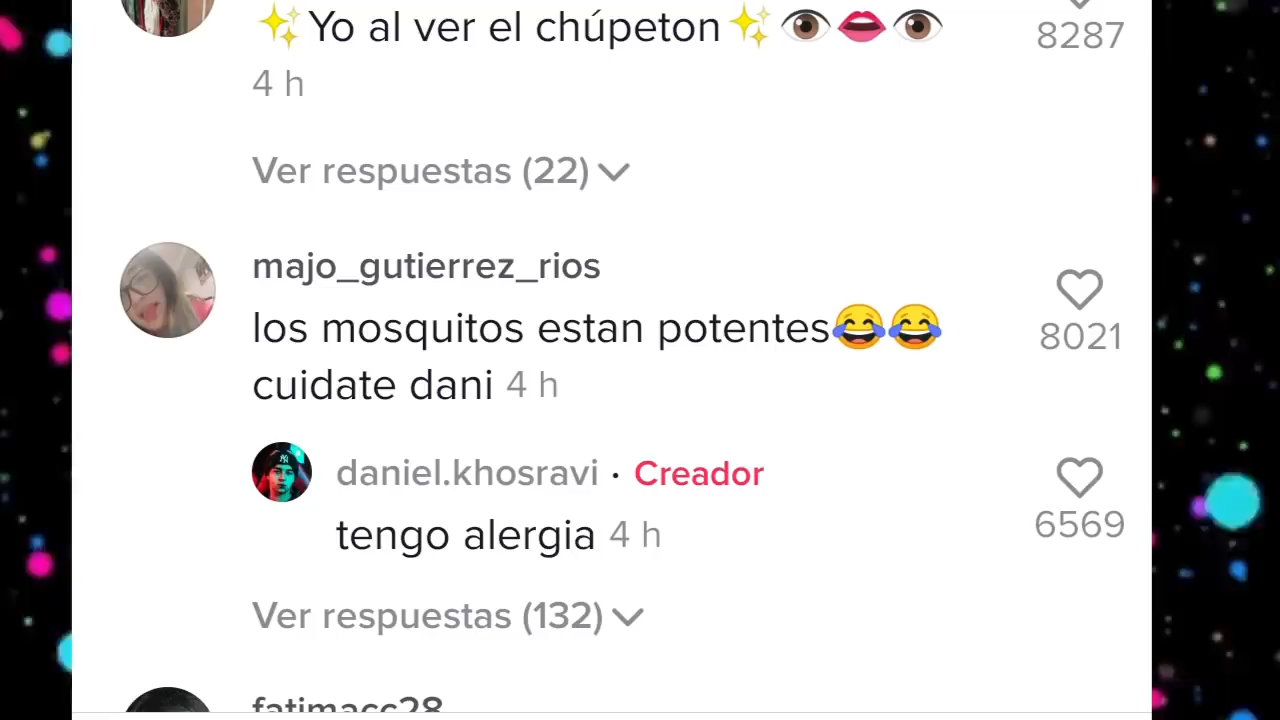 ✨Yo al ver el chúpeton✨👁👄👁
8287
4 h
Ver respuestas (22)
majo_gutierrez_rios
los mosquitos estan potentes😂😂
8021
cuidate dani 4 h
daniel.khosravi · Creador
tengo alergia 4 h
6569
Ver respuestas (132)
fatimacc28